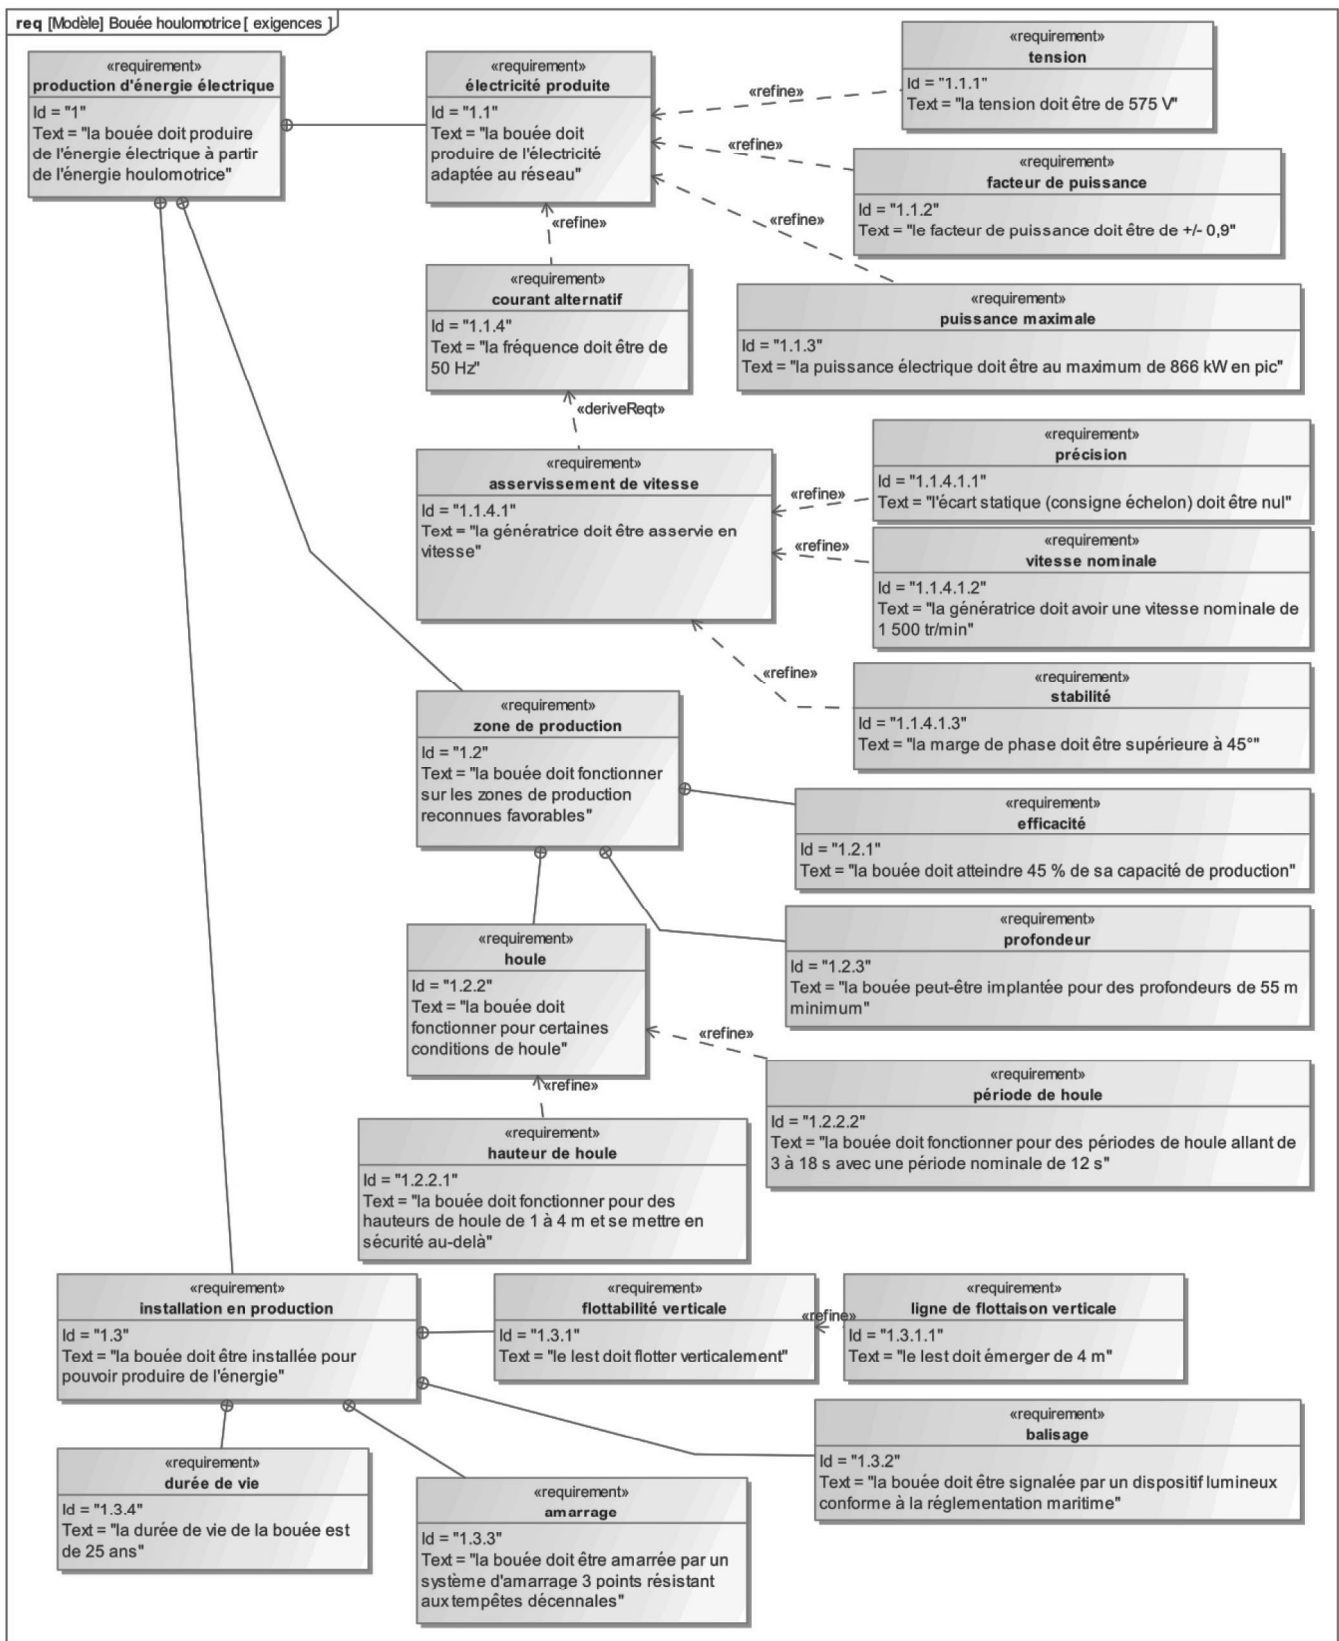 req [Modèle] Bouée houlomotrice [ exigences ]
«requirement»
production d'énergie électrique
Id = "1"
Text = "la bouée doit produire
de l'énergie électrique à partir
de l'énergie houlomotrice"
«requirement»
électricité produite
Id = "1.1"
Text = "la bouée doit
produire de l'électricité
adaptée au réseau"
«refine»
«requirement»
tension
Id = "1.1.1"
Text = "la tension doit être de 575 V"
«refine»
«requirement»
facteur de puissance
Id = "1.1.2"
Text = "le facteur de puissance doit être de +/- 0,9"
«refine»
«refine»
«requirement»
puissance maximale
Id = "1.1.3"
Text = "la puissance électrique doit être au maximum de 866 kW en pic"
«requirement»
courant alternatif
Id = "1.1.4"
Text = "la fréquence doit être de
50 Hz"
«deriveReqt»
«requirement»
asservissement de vitesse
Id = "1.1.4.1"
Text = "la génératrice doit être asservie en
vitesse"
«refine»
«requirement»
précision
Id = "1.1.4.1.1"
Text = "l'écart statique (consigne échelon) doit être nul"
«refine»
«requirement»
vitesse nominale
Id = "1.1.4.1.2"
Text = "la génératrice doit avoir une vitesse nominale de
1 500 tr/min"
«refine»
«requirement»
stabilité
Id = "1.1.4.1.3"
Text = "la marge de phase doit être supérieure à 45°"
«requirement»
zone de production
Id = "1.2"
Text = "la bouée doit fonctionner
sur les zones de production
reconnues favorables"
«requirement»
efficacité
Id = "1.2.1"
Text = "la bouée doit atteindre 45 % de sa capacité de production"
«requirement»
profondeur
Id = "1.2.3"
Text = "la bouée peut-être implantée pour des profondeurs de 55 m
minimum"
«requirement»
houle
Id = "1.2.2"
Text = "la bouée doit
fonctionner pour certaines
conditions de houle"
«refine»
«refine»
«requirement»
période de houle
Id = "1.2.2.2"
Text = "la bouée doit fonctionner pour des périodes de houle allant de
3 à 18 s avec une période nominale de 12 s"
«requirement»
hauteur de houle
Id = "1.2.2.1"
Text = "la bouée doit fonctionner pour des
hauteurs de houle de 1 à 4 m et se mettre en
sécurité au-delà"
«requirement»
installation en production
Id = "1.3"
Text = "la bouée doit être installée pour
pouvoir produire de l'énergie"
«requirement»
flottabilité verticale
Id = "1.3.1"
Text = "le lest doit flotter verticalement"
«refine»
«requirement»
ligne de flottaison verticale
Id = "1.3.1.1"
Text = "le lest doit émerger de 4 m"
«requirement»
balisage
Id = "1.3.2"
Text = "la bouée doit être signalée par un dispositif lumineux
conforme à la réglementation maritime"
«requirement»
durée de vie
Id = "1.3.4"
Text = "la durée de vie de la bouée est
de 25 ans"
«requirement»
amarrage
Id = "1.3.3"
Text = "la bouée doit être amarrée par un
système d'amarrage 3 points résistant
aux tempêtes décennales"